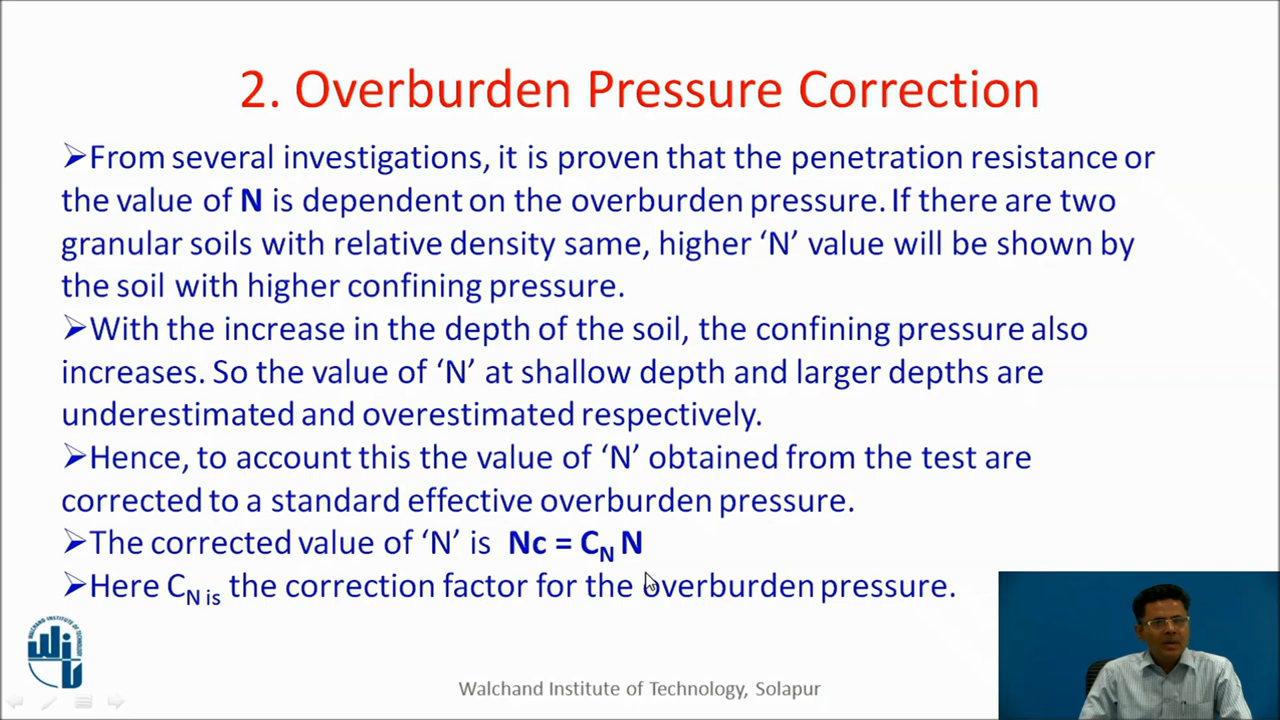 2. Overburden Pressure Correction
➢From several investigations, it is proven that the penetration resistance or
the value of N is dependent on the overburden pressure. If there are two
granular soils with relative density same, higher ‘N’ value will be shown by
the soil with higher confining pressure.
➢With the increase in the depth of the soil, the confining pressure also
increases. So the value of ‘N’ at shallow depth and larger depths are
underestimated and overestimated respectively.
➢Hence, to account this the value of ‘N’ obtained from the test are
corrected to a standard effective overburden pressure.
➢The corrected value of ‘N’ is Nc = CN N
➢Here CN is the correction factor for the overburden pressure.
WALCHAND INSTITUTE OF TECHNOLOGY
WIT
Walchand Institute of Technology, Solapur